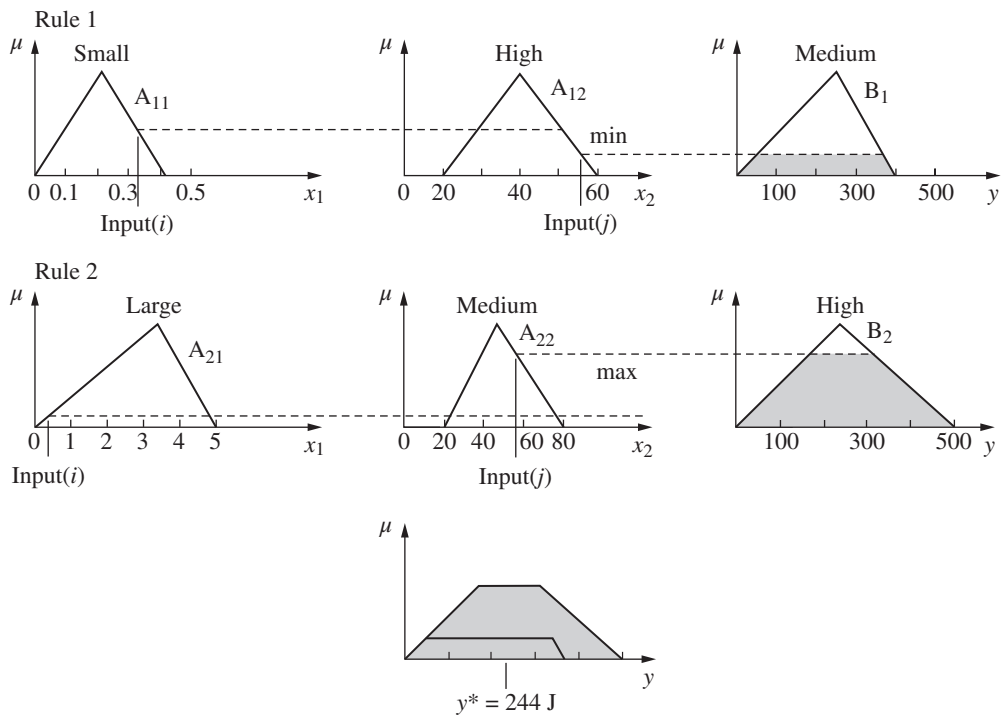 Rule 1
μ Small A₁₁
0 0.1 0.3 0.5 x₁
Input(i)
μ High A₁₂
min
0 20 40 60 x₂
Input(j)
μ Medium B₁
100 300 500 y
Rule 2
μ Large A₂₁
0 1 2 3 4 5 x₁
Input(i)
μ Medium A₂₂
max
0 20 40 60 80 x₂
Input(j)
μ High B₂
100 300 500 y
μ
y
y* = 244 J